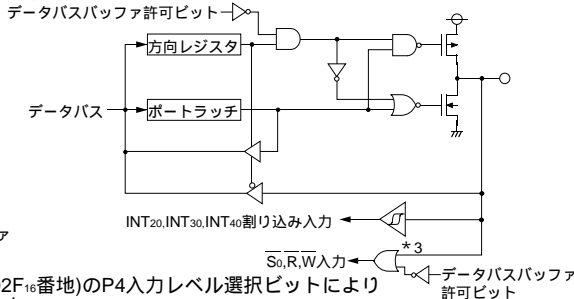 データバスバッファ許可ビット
方向レジスタ
データバス
ポートラッチ
INT20,INT30,INT40割り込み入力
ァ
*3
S0,R,W入力
データバスバッファ
許可ビット
2F16番地)のP4入力レベル選択ビットにより